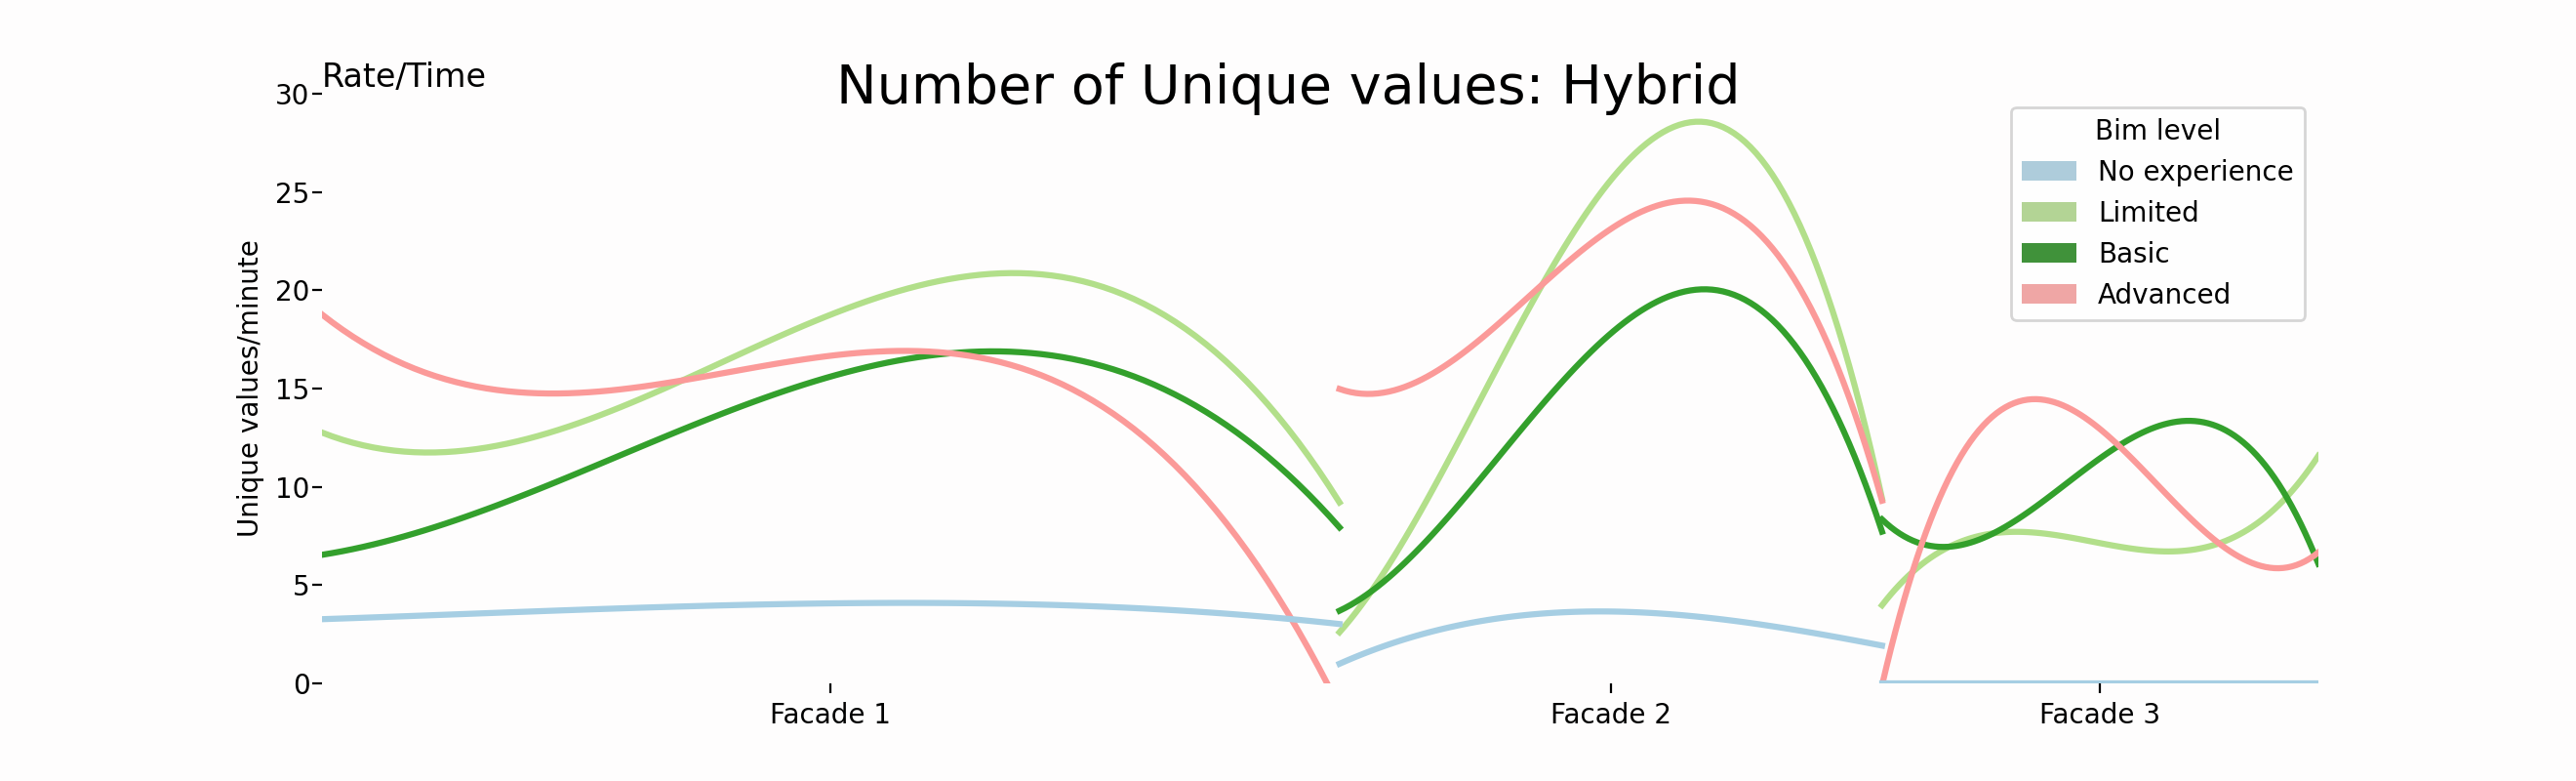 Rate/Time
Number of Unique values: Hybrid
Unique values/minute
30
25
20
15
10
5
0
Bim level
No experience
Limited
Basic
Advanced
Facade 1
Facade 2
Facade 3